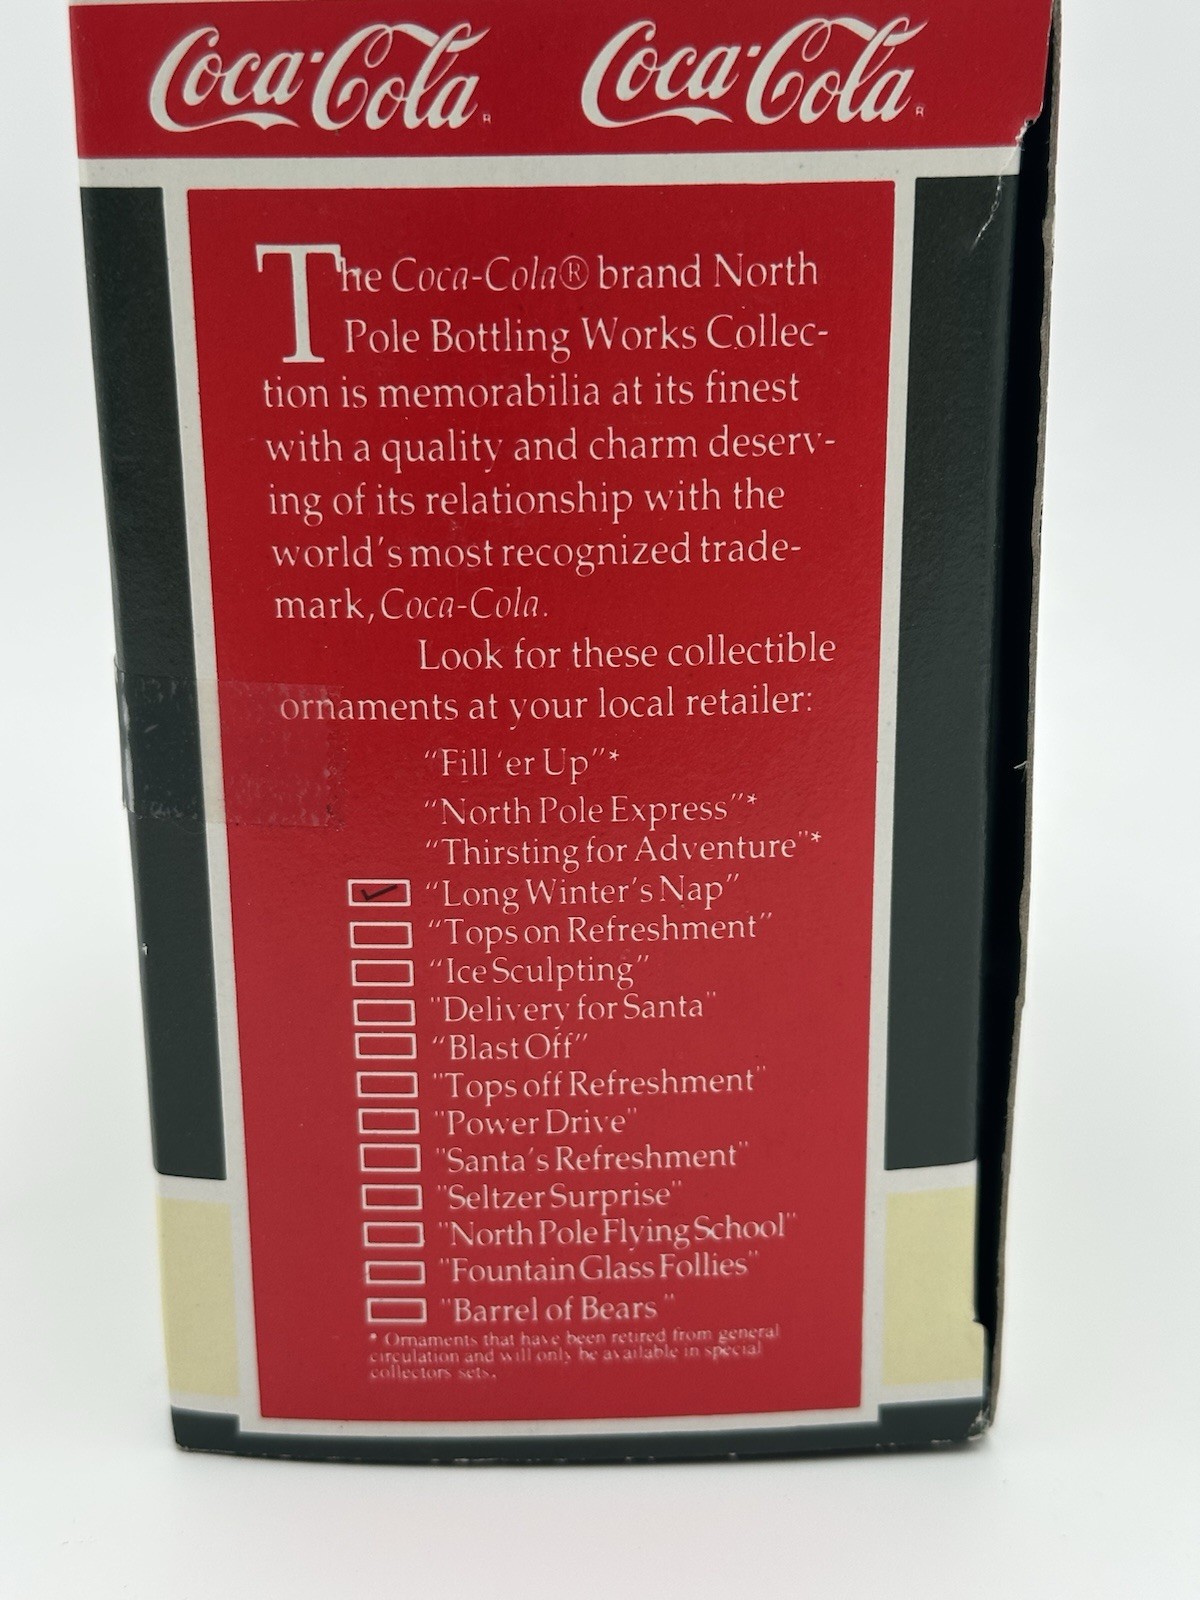 Coca-Cola® Coca-Cola®
The Coca-Cola® brand North
Pole Bottling Works Collec-
tion is memorabilia at its finest
with a quality and charm deserv-
ing of its relationship with the
world's most recognized trade-
mark, Coca-Cola.
Look for these collectible
ornaments at your local retailer:
"Fill 'er Up"*
"North Pole Express"*
"Thirsting for Adventure"*
"Long Winter's Nap"
"Tops on Refreshment"
"Ice Sculpting"
"Delivery for Santa"
"Blast Off"
"Tops off Refreshment"
"Power Drive"
"Santa's Refreshment"
"Seltzer Surprise"
"North Pole Flying School"
"Fountain Glass Follies"
"Barrel of Bears"
* Ornaments that have been retired from general
circulation and will only be available in special
collectors sets.